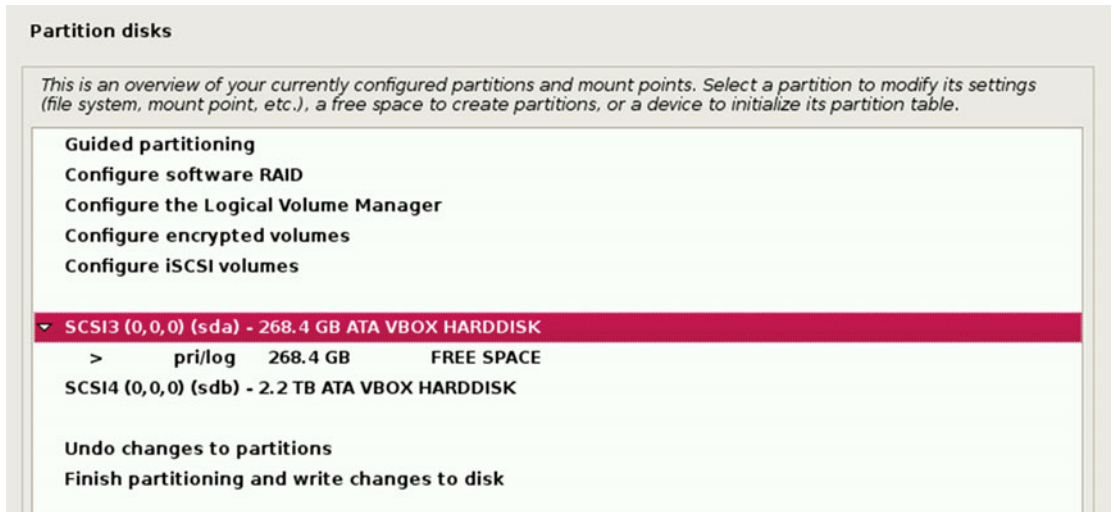 Partition disks
This is an overview of your currently configured partitions and mount points. Select a partition to modify its settings
(file system, mount point, etc.), a free space to create partitions, or a device to initialize its partition table.
Guided partitioning
Configure software RAID
Configure the Logical Volume Manager
Configure encrypted volumes
Configure iSCSI volumes
SCSI3 (0,0,0) (sda) - 268.4 GB ATA VBOX HARDDISK
> pri/log 268.4 GB FREE SPACE
SCSI4 (0,0,0) (sdb) - 2.2 TB ATA VBOX HARDDISK
Undo changes to partitions
Finish partitioning and write changes to disk